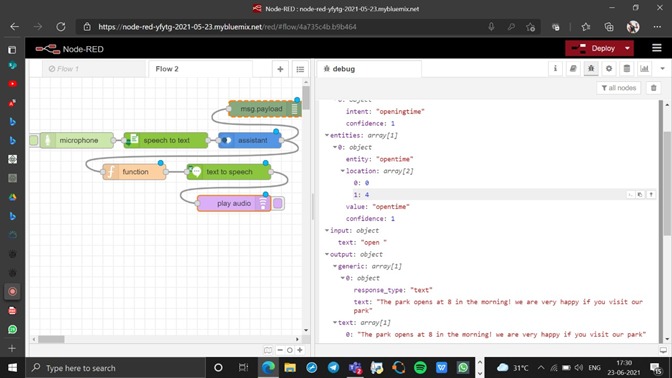 Node-RED : node-red-yfytg-2021-05-23.mybluemix.net
https://node-red-yfytg-2021-05-23.mybluemix.net/red/#flow/4a735c4b.b9b464
Node-RED
Deploy
Flow 1
Flow 2
debug
all nodes
msg.payload
microphone
speech to text
assistant
function
text to speech
play audio
0: object
intent: "openingtime"
confidence: 1
entities: array[1]
0: object
entity: "opentime"
location: array[2]
0: 0
1: 4
value: "opentime"
confidence: 1
input: object
text: "open "
output: object
generic: array[1]
0: object
response_type: "text"
text: "The park opens at 8 in the morning! we are very happy if you visit our
park"
text: array[1]
0: "The park opens at 8 in the morning! we are very happy if you visit our park"
Type here to search
31°C
ENG
17:30
23-06-2021